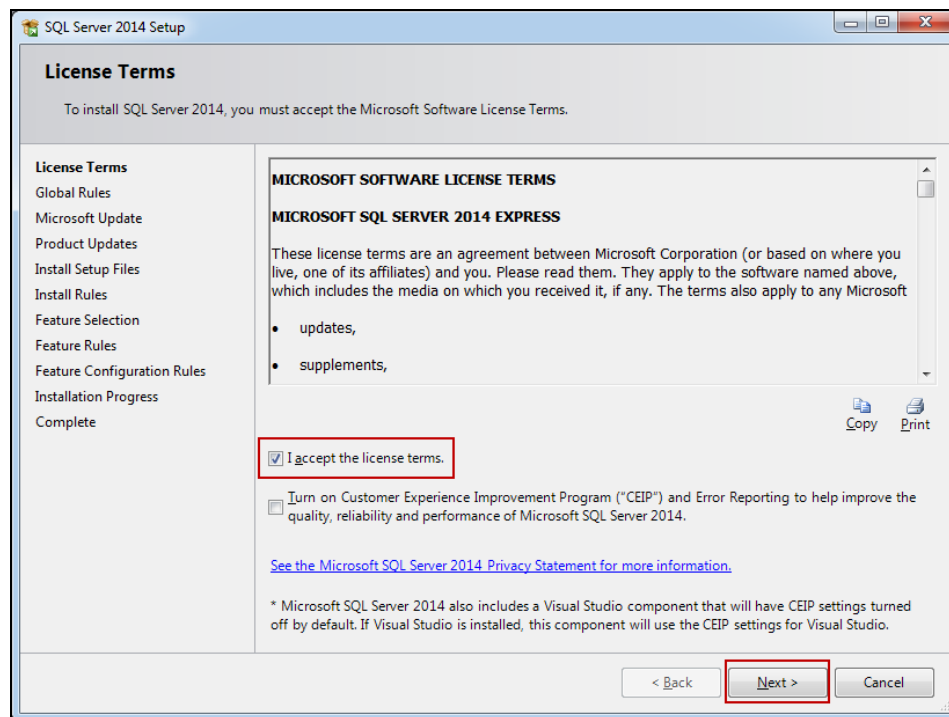 SQL Server 2014 Setup
License Terms
To install SQL Server 2014, you must accept the Microsoft Software License Terms.
License Terms
Global Rules
Microsoft Update
Product Updates
Install Setup Files
Install Rules
Feature Selection
Feature Rules
Feature Configuration Rules
Installation Progress
Complete
MICROSOFT SOFTWARE LICENSE TERMS
MICROSOFT SQL SERVER 2014 EXPRESS
These license terms are an agreement between Microsoft Corporation (or based on where you
live, one of its affiliates) and you. Please read them. They apply to the software named above,
which includes the media on which you received it, if any. The terms also apply to any Microsoft
• updates,
• supplements,
Copy Print
I accept the license terms.
Turn on Customer Experience Improvement Program ("CEIP") and Error Reporting to help improve the
quality, reliability and performance of Microsoft SQL Server 2014.
See the Microsoft SQL Server 2014 Privacy Statement for more information.
* Microsoft SQL Server 2014 also includes a Visual Studio component that will have CEIP settings turned
off by default. If Visual Studio is installed, this component will use the CEIP settings for Visual Studio.
< Back Next > Cancel